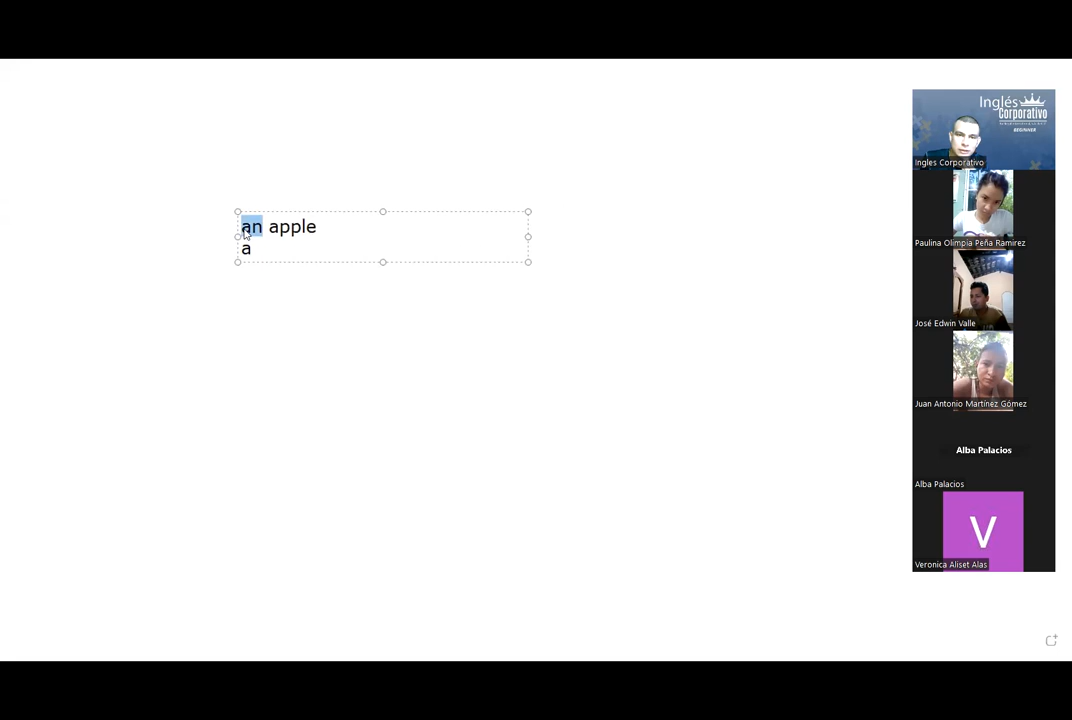 an apple
a
Inglés
Corporativo
BEGINNER
Ingles Corporativo
Paulina Olimpia Peña Ramirez
José Edwin Valle
Juan Antonio Martínez Gómez
Alba Palacios
Alba Palacios
V
Veronica Aliset Alas